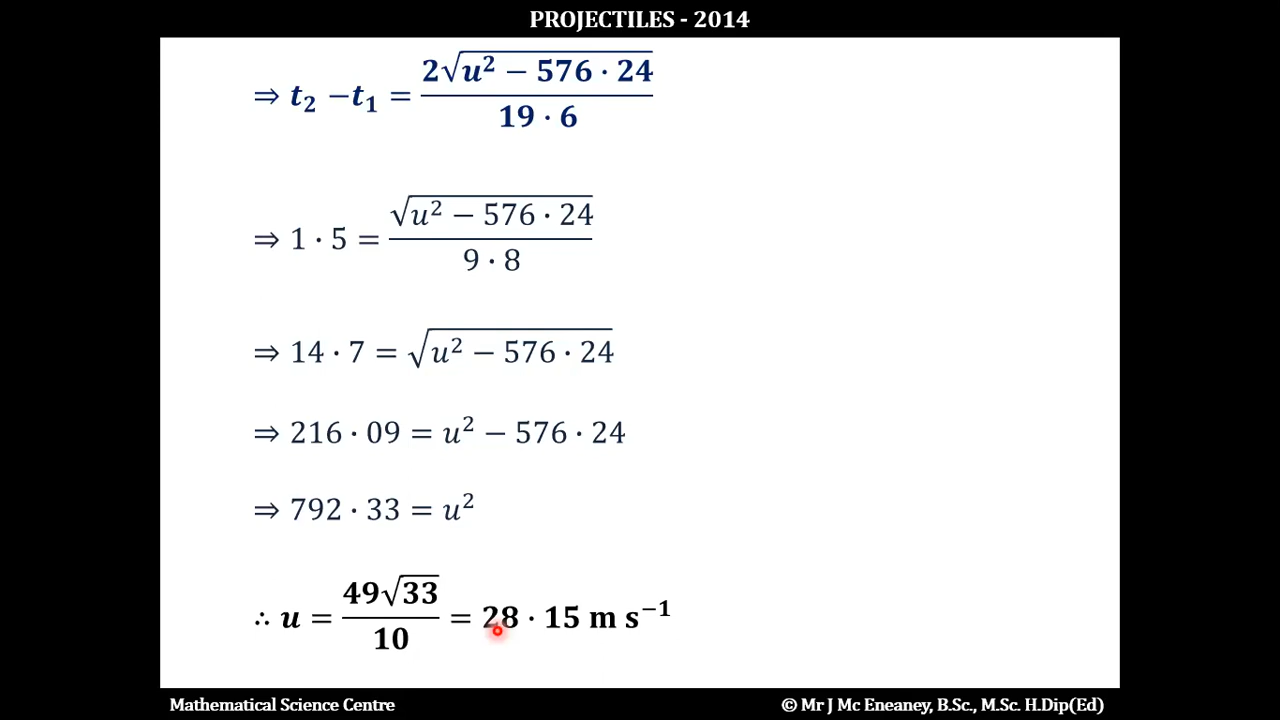 PROJECTILES - 2014
⇒ t₂ − t₁ = 2√(u² − 576 · 24) / 19 · 6
⇒ 1 · 5 = √(u² − 576 · 24) / 9 · 8
⇒ 14 · 7 = √(u² − 576 · 24)
⇒ 216 · 09 = u² − 576 · 24
⇒ 792 · 33 = u²
∴ u = 49√33 / 10 = 28 · 15 m s⁻¹
Mathematical Science Centre
© Mr J Mc Eneaney, B.Sc., M.Sc. H.Dip(Ed)